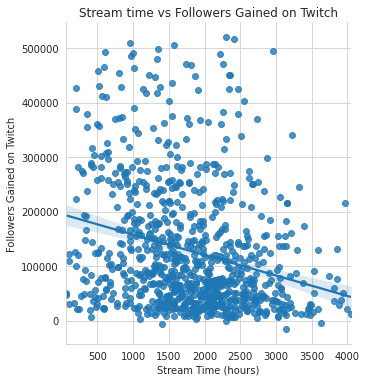 Stream time vs Followers Gained on Twitch
Followers Gained on Twitch
500000
400000
300000
200000
100000
0
500 1000 1500 2000 2500 3000 3500 4000
Stream Time (hours)